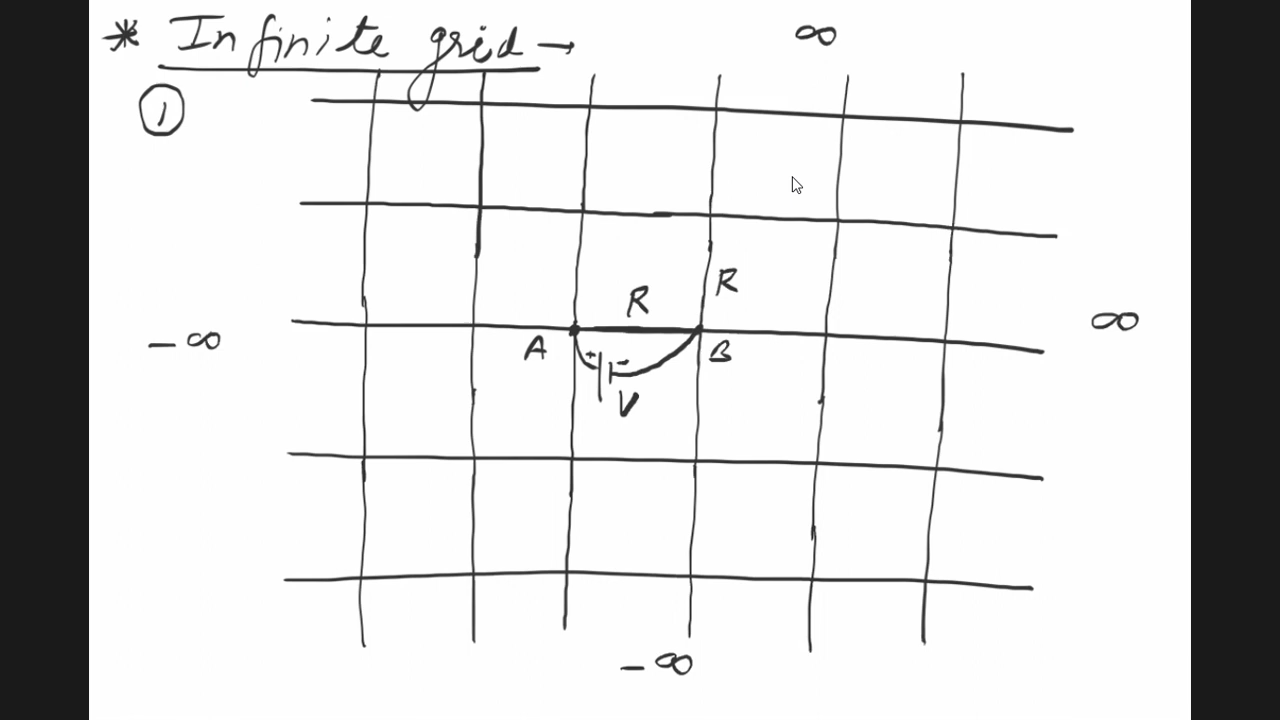 * Infinite grid →
∞
①
R
R
- ∞
∞
A
B
+ -
V
- ∞